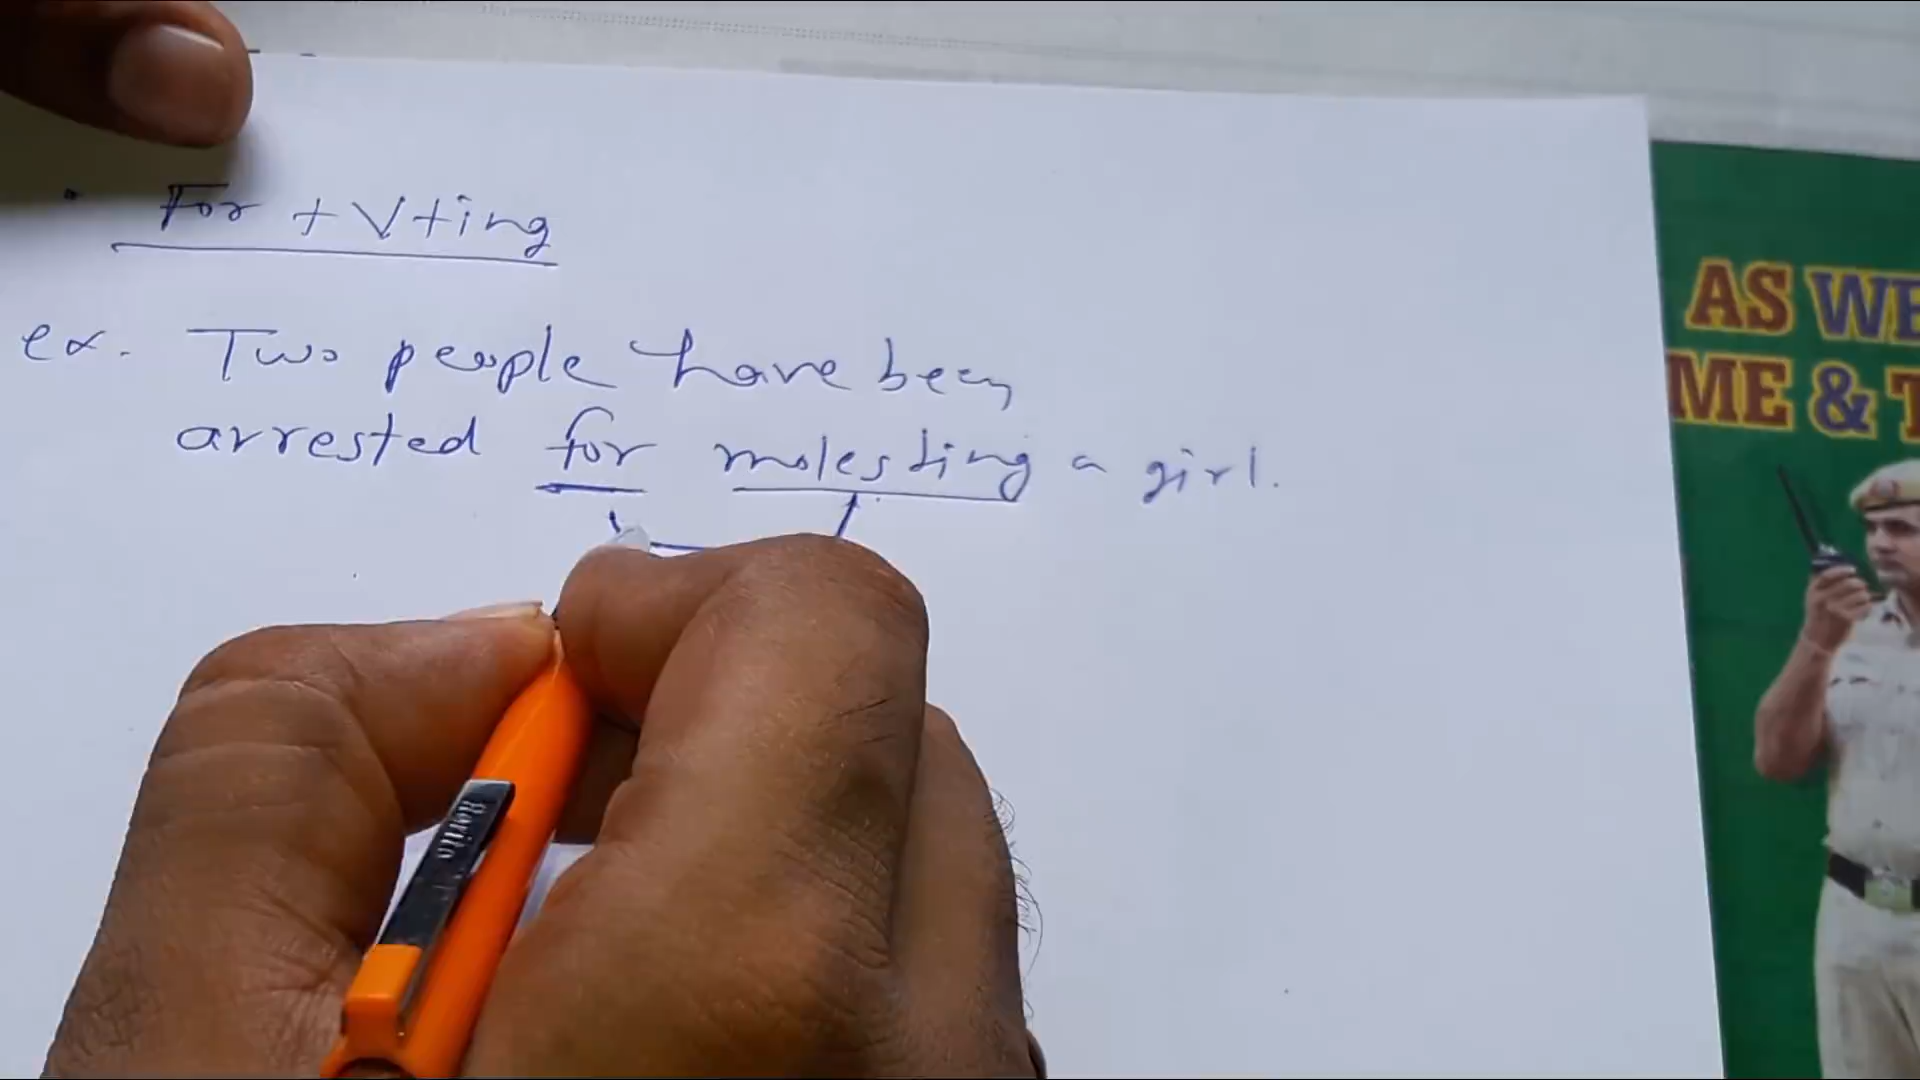 For + V+ing
ex. Two people have been
arrested for molesting a girl.
AS WE
ME & T